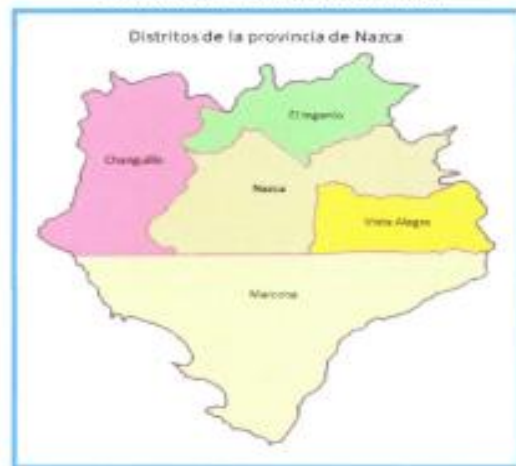 Distritos de la provincia de Nazca
El Ingenio
Changuillo
Nazca
Vista Alegre
Marcona